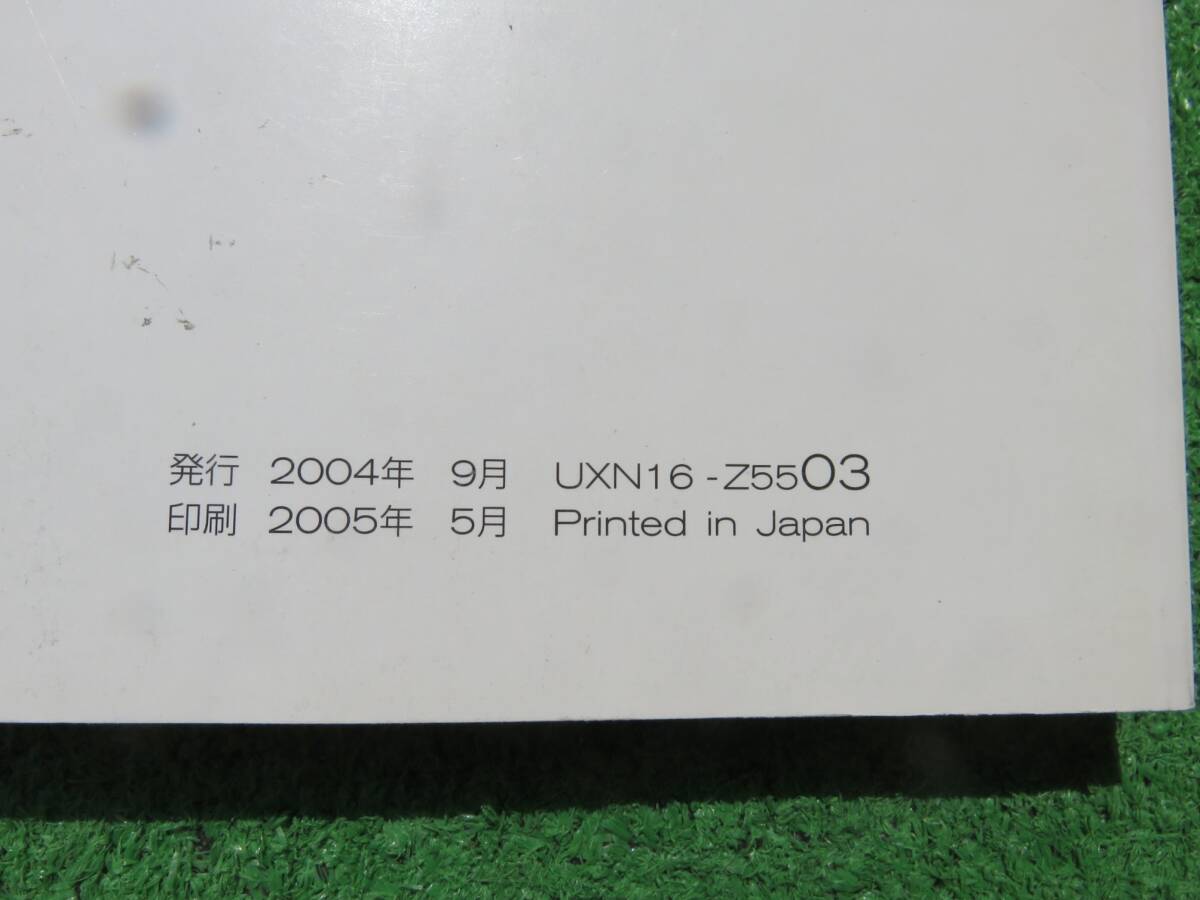 発行 2004年 9月 UXN16-Z5503
印刷 2005年 5月 Printed in Japan